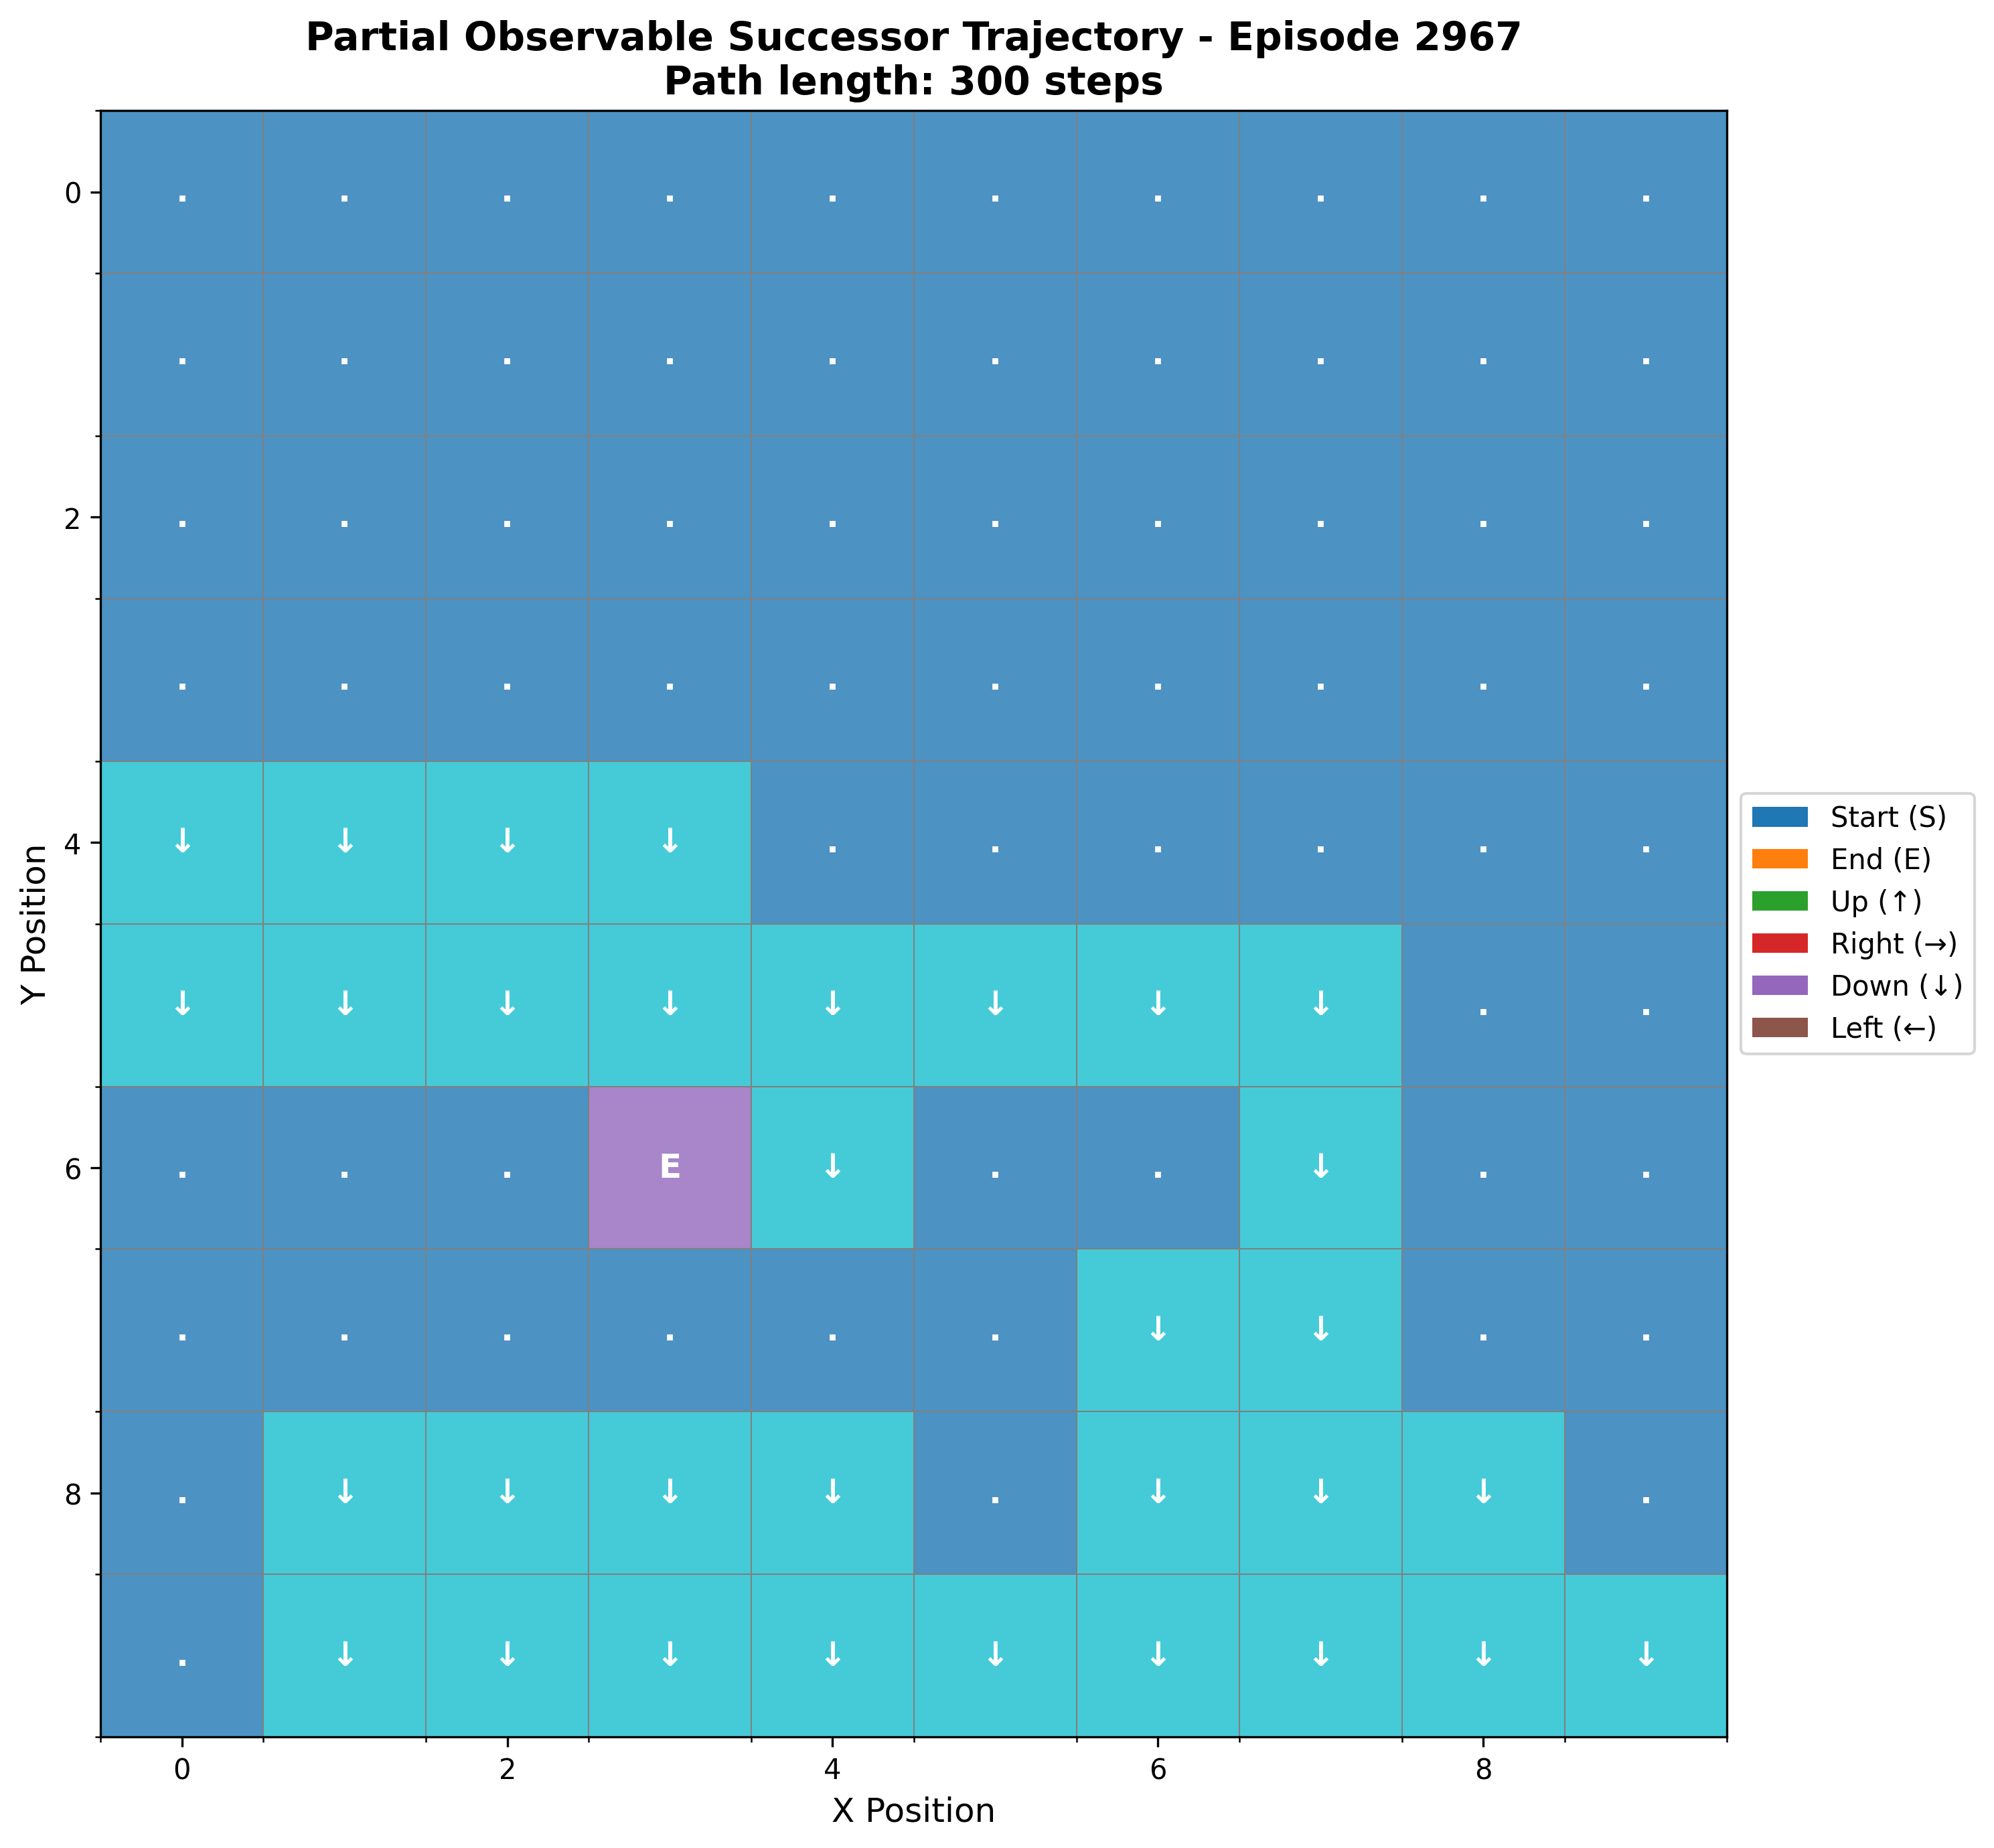 Partial Observable Successor Trajectory - Episode 2967
Path length: 300 steps
0 . . . . . . . . . .
. . . . . . . . . .
2 . . . . . . . . . .
. . . . . . . . . .
4 ↓ ↓ ↓ ↓ . . . . . .
↓ ↓ ↓ ↓ ↓ ↓ ↓ ↓ . .
6 . . . E ↓ . . ↓ . .
. . . . . . ↓ ↓ . .
8 . ↓ ↓ ↓ ↓ . ↓ ↓ ↓ .
. ↓ ↓ ↓ ↓ ↓ ↓ ↓ ↓ ↓
0 2 4 6 8
X Position
Y Position
Start (S)
End (E)
Up (↑)
Right (→)
Down (↓)
Left (←)